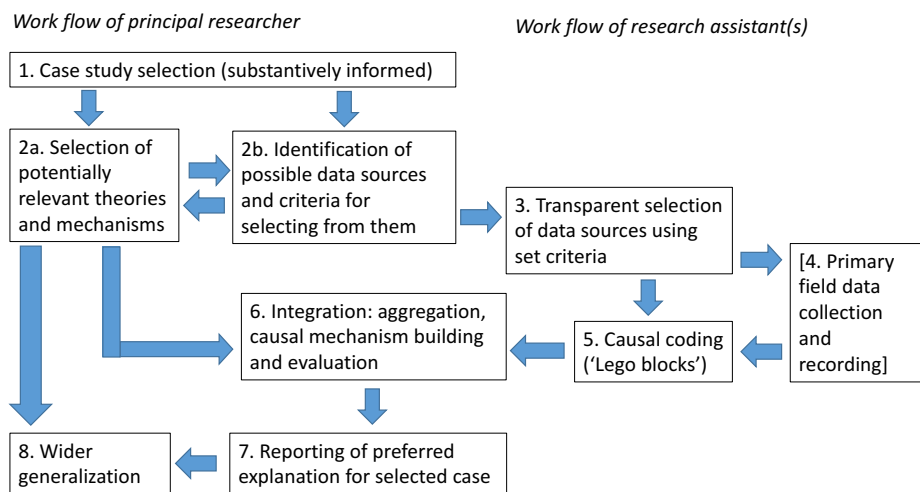 Work flow of principal researcher
Work flow of research assistant(s)
1. Case study selection (substantively informed)
2a. Selection of
potentially
relevant theories
and mechanisms
2b. Identification of
possible data sources
and criteria for
selecting from them
3. Transparent selection
of data sources using
set criteria
[4. Primary
field data
collection
and
recording]
5. Causal coding
(‘Lego blocks’)
6. Integration: aggregation,
causal mechanism building
and evaluation
7. Reporting of preferred
explanation for selected case
8. Wider
generalization